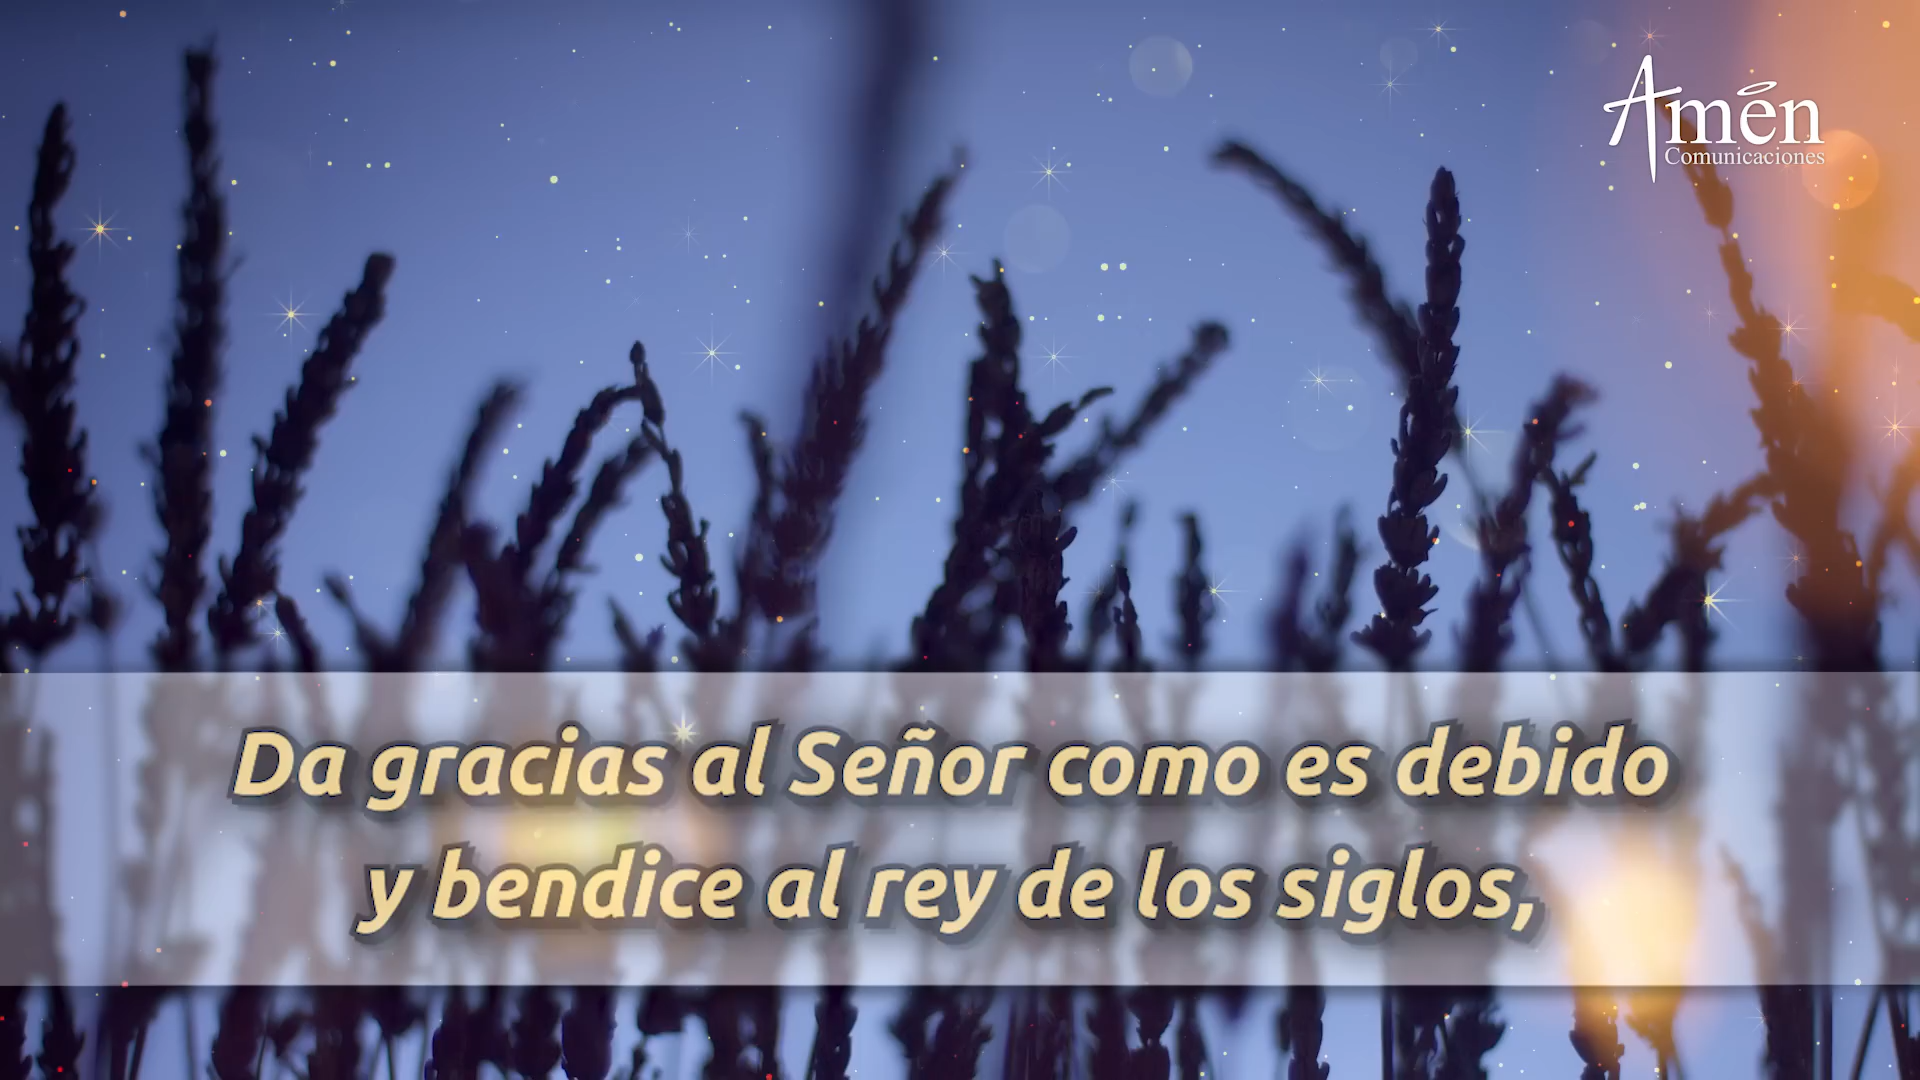 Amén
Comunicaciones
Da gracias al Señor como es debido
y bendice al rey de los siglos,